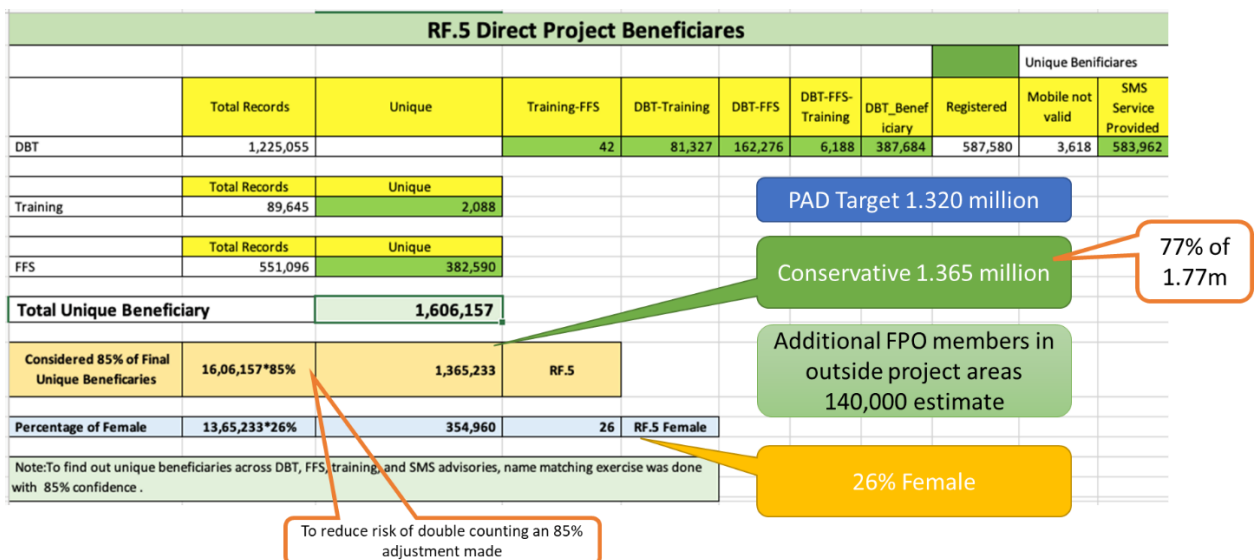 RF.5 Direct Project Beneficiares
Unique Benificiares
Total Records Unique Training-FFS DBT-Training DBT-FFS DBT-FFS- DBT_Benef Registered Mobile not SMS
Training iciary valid Service
Provided
DBT 1,225,055 42 81,327 162,276 6,188 387,684 587,580 3,618 583,962
Total Records Unique
Training 89,645 2,088
PAD Target 1.320 million
Total Records Unique
FFS 551,096 382,590
Conservative 1.365 million
77% of
1.77m
Total Unique Beneficiary 1,606,157
Considered 85% of Final
Unique Beneficaries 16,06,157*85% 1,365,233 RF.5
Additional FPO members in
outside project areas
140,000 estimate
Percentage of Female 13,65,233*26% 354,960 26 RF.5 Female
26% Female
Note:To find out unique beneficiaries across DBT, FFS, training, and SMS advisories, name matching exercise was done
with 85% confidence .
To reduce risk of double counting an 85%
adjustment made